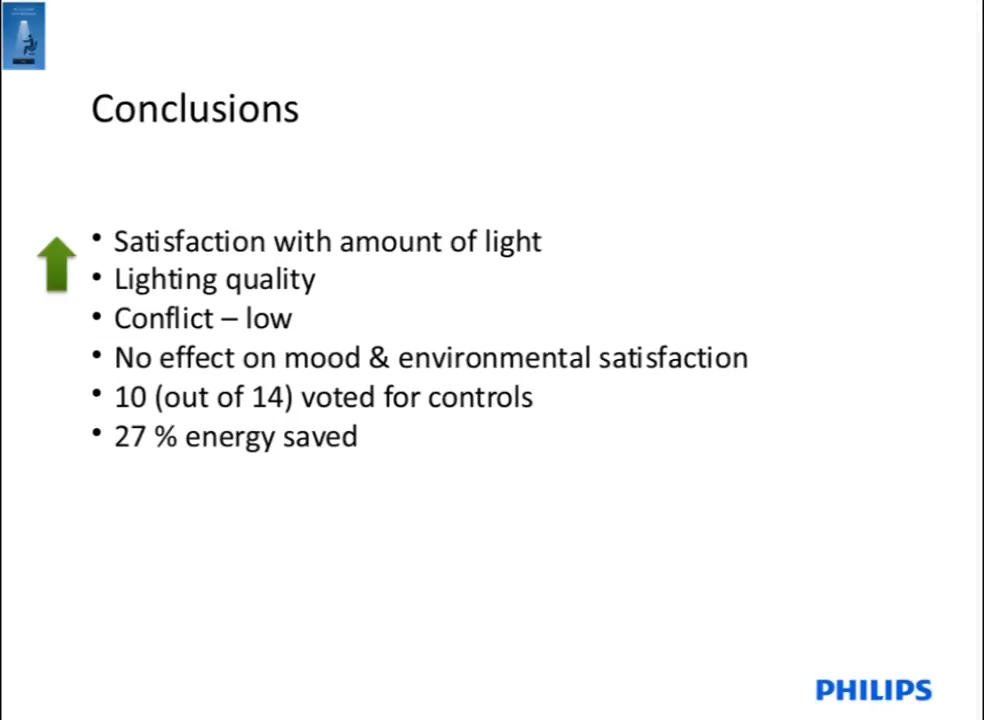 Conclusions
• Satisfaction with amount of light
• Lighting quality
• Conflict – low
• No effect on mood & environmental satisfaction
• 10 (out of 14) voted for controls
• 27 % energy saved
PHILIPS